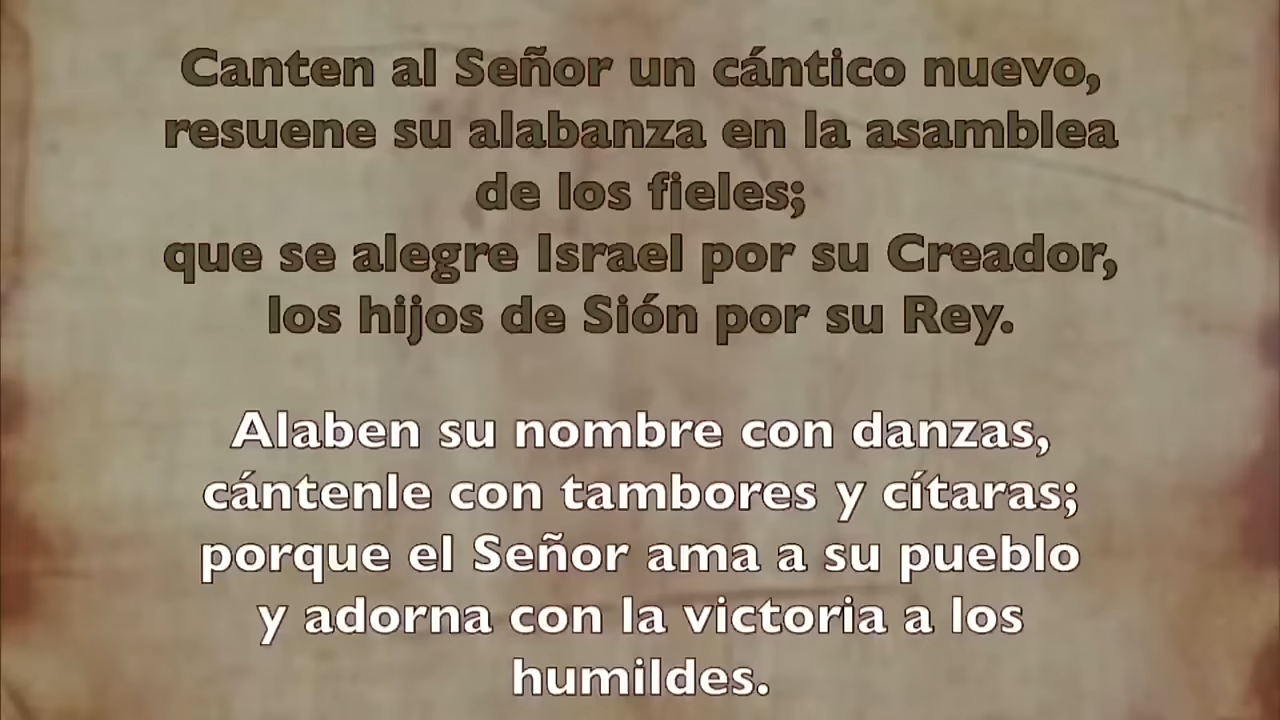 Canten al Señor un cántico nuevo,
resuene su alabanza en la asamblea
de los fieles;
que se alegre Israel por su Creador,
los hijos de Sión por su Rey.
Alaben su nombre con danzas,
cántenle con tambores y cítaras;
porque el Señor ama a su pueblo
y adorna con la victoria a los
humildes.